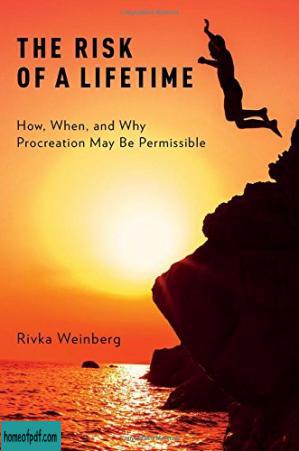 THE RISK
OF A LIFETIME
How, When, and Why
Procreation May Be Permissible
Rivka Weinberg
homeofpdf.com